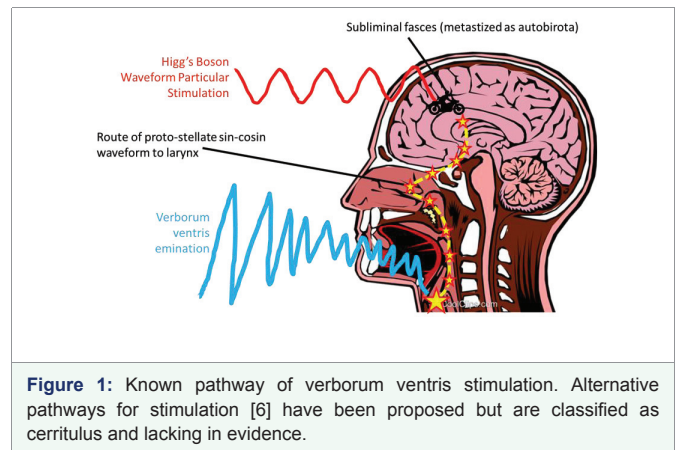 Subliminal fasces (metastized as autobirota)
Higg's Boson
Waveform Particular
Stimulation
Route of proto-stellate sin-cosin
waveform to larynx
Verborum
ventris
emination
Figure 1: Known pathway of verborum ventris stimulation. Alternative
pathways for stimulation [6] have been proposed but are classified as
cerritulus and lacking in evidence.